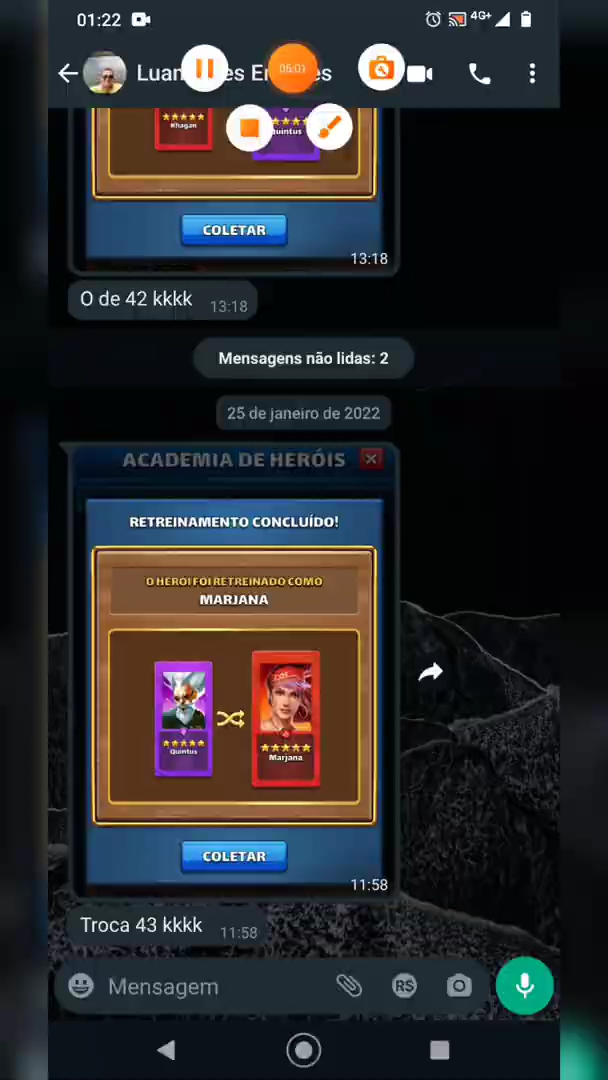 01:22
4G+
05:01
Khagan
Quintus
COLETAR
13:18
O de 42 kkkk 13:18
Mensagens não lidas: 2
25 de janeiro de 2022
ACADEMIA DE HERÓIS
RETREINAMENTO CONCLUÍDO!
O HERÓI FOI RETREINADO COMO
MARJANA
Quintus
Marjana
COLETAR
11:58
Troca 43 kkkk 11:58
Mensagem
RS